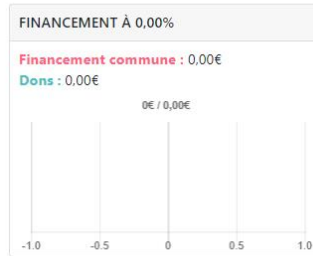 FINANCEMENT À 0,00%
Financement commune : 0,00€
Dons : 0,00€
0€ / 0,00€
-1.0 -0.5 0 0.5 1.0